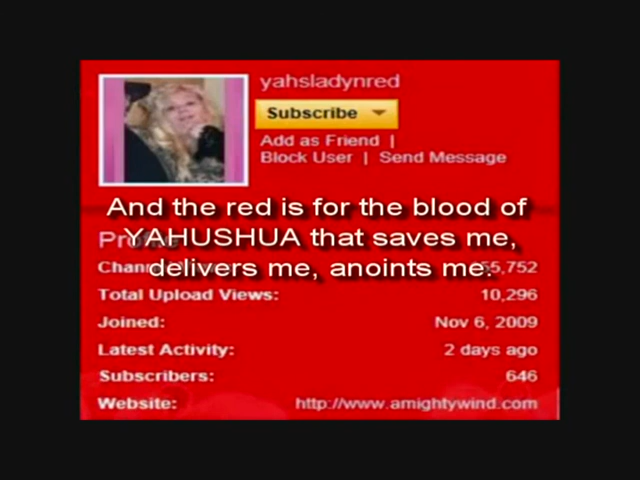 yahsladynred
Subscribe
Add as Friend |
Block User | Send Message
And the red is for the blood of
YAHUSHUA that saves me,
delivers me, anoints me.
Total Upload Views: 10,296
Joined: Nov 6, 2009
Latest Activity: 2 days ago
Subscribers: 646
Website: http://www.amightywind.com